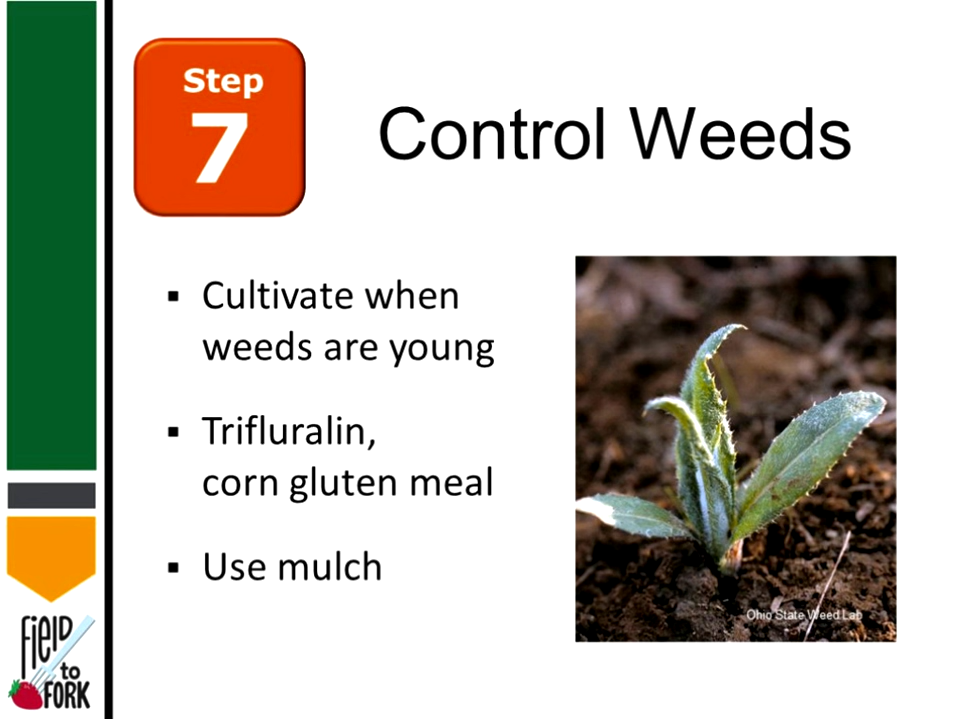 Step
7
Control Weeds
▪ Cultivate when
weeds are young
▪ Trifluralin,
corn gluten meal
▪ Use mulch
Ohio State Weed Lab
FiELD
to
FORK